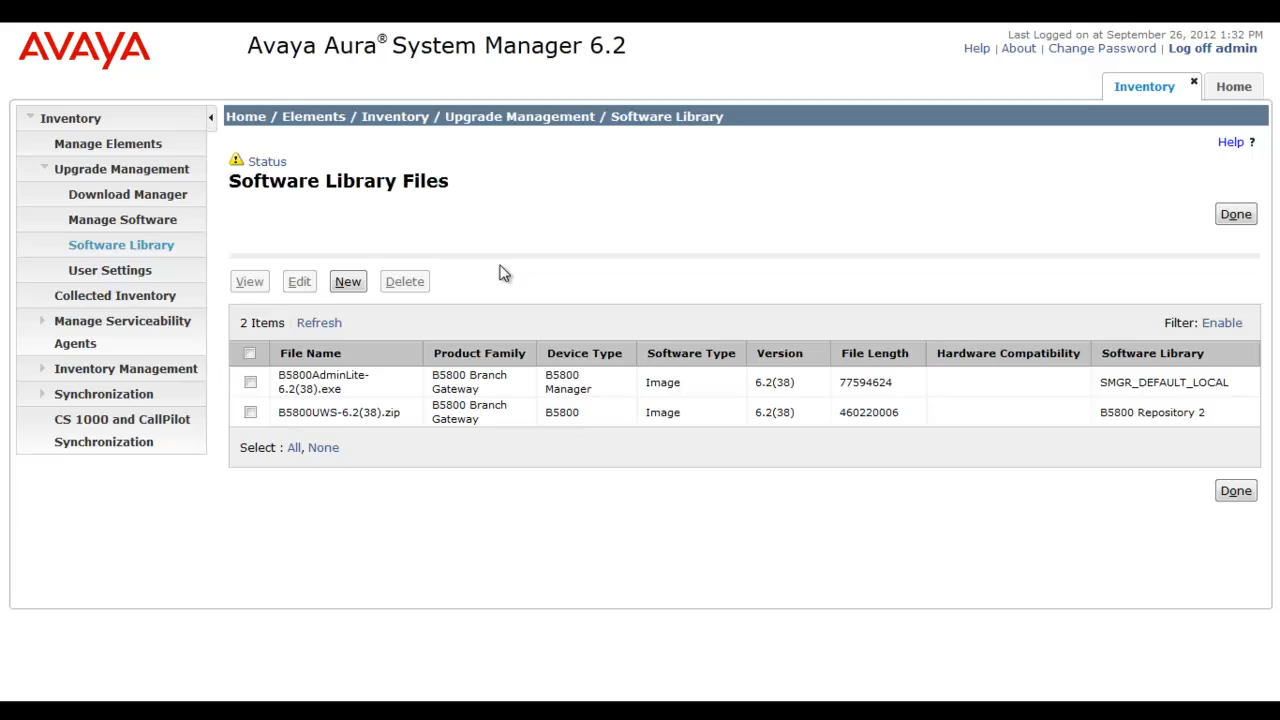 AVAYA
Avaya Aura® System Manager 6.2
Last Logged on at September 26, 2012 1:32 PM
Help | About | Change Password | Log off admin
Inventory
Home
Inventory
Manage Elements
Upgrade Management
Download Manager
Manage Software
Software Library
User Settings
Collected Inventory
Manage Serviceability
Agents
Inventory Management
Synchronization
CS 1000 and CallPilot
Synchronization
Home / Elements / Inventory / Upgrade Management / Software Library
Help ?
Status
Software Library Files
Done
View Edit New Delete
2 Items Refresh Filter: Enable
File Name Product Family Device Type Software Type Version File Length Hardware Compatibility Software Library
B5800AdminLite-
6.2(38).exe
B5800 Branch
Gateway
B5800
Manager
Image 6.2(38) 77594624 SMGR_DEFAULT_LOCAL
B5800UWS-6.2(38).zip
B5800 Branch
Gateway
B5800 Image 6.2(38) 460220006 B5800 Repository 2
Select : All, None
Done